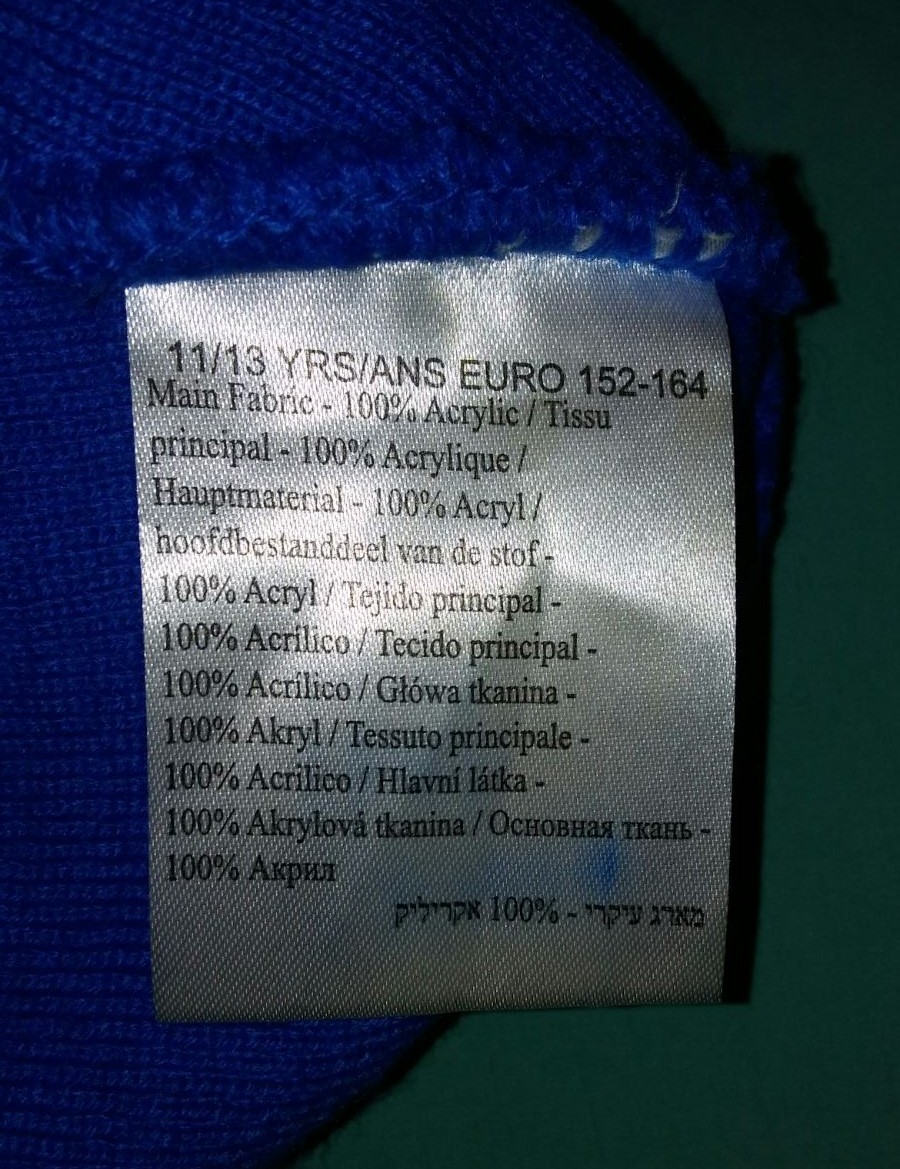 11/13 YRS/ANS EURO 152-164
Main Fabric - 100% Acrylic / Tissu
principal - 100% Acrylique /
Hauptmaterial - 100% Acryl /
hoofdbestanddeel van de stof -
100% Acryl / Tejido principal -
100% Acrílico / Tecido principal -
100% Acrílico / Główa tkanina -
100% Akryl / Tessuto principale -
100% Acrilico / Hlavní látka -
100% Akrylová tkanina / Основная ткань -
100% Акрил
מארג עיקרי - 100% אקריליק